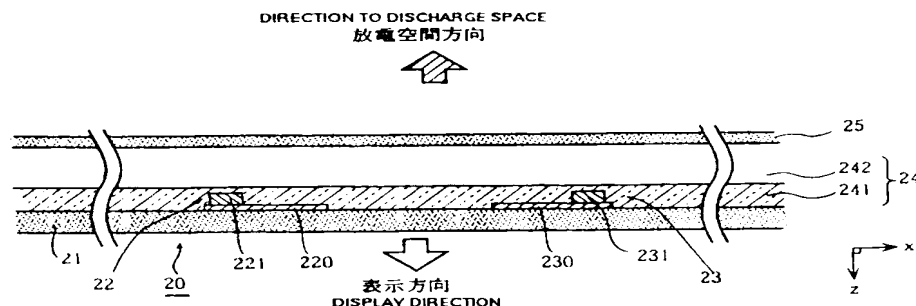 DIRECTION TO DISCHARGE SPACE
放電空間方向
25
242
241
24
21
22
20
221
220
230
231
23
x
z
表示方向
DISPLAY DIRECTION